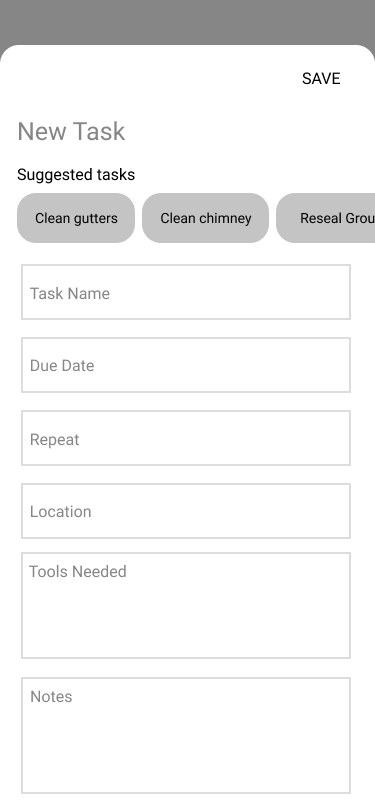 SAVE
New Task
Suggested tasks
Clean gutters Clean chimney Reseal Grou
Task Name
Due Date
Repeat
Location
Tools Needed
Notes